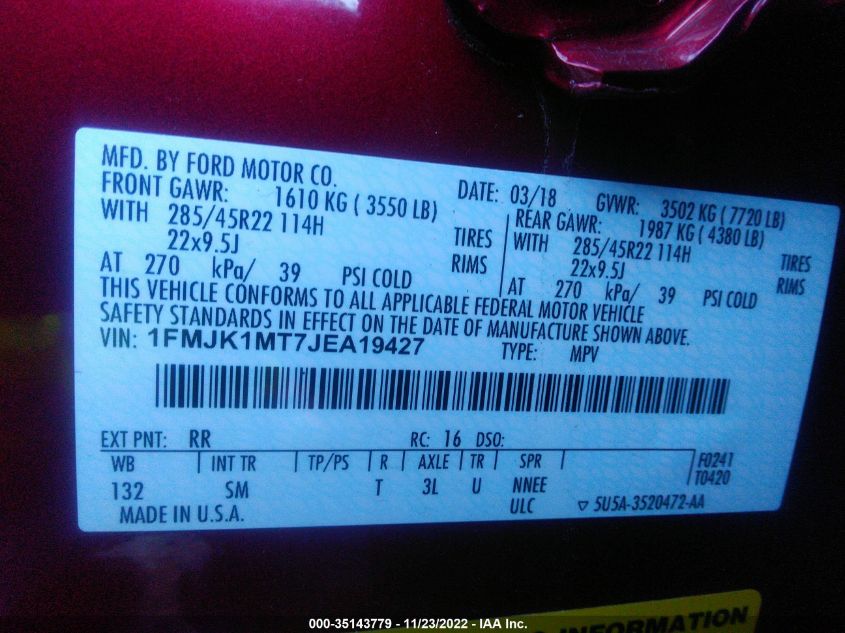 MFD. BY FORD MOTOR CO.
DATE: 03/18 GVWR: 3502 KG ( 7720 LB)
FRONT GAWR: 1610 KG ( 3550 LB)
WITH 285/45R22 114H TIRES
22x9.5J RIMS
AT 270 kPa/ 39 PSI COLD
REAR GAWR: 1987 KG ( 4380 LB)
WITH 285/45R22 114H TIRES
22x9.5J RIMS
AT 270 kPa/ 39 PSI COLD
THIS VEHICLE CONFORMS TO ALL APPLICABLE FEDERAL MOTOR VEHICLE
SAFETY STANDARDS IN EFFECT ON THE DATE OF MANUFACTURE SHOWN ABOVE.
VIN: 1FMJK1MT7JEA19427 TYPE: MPV
EXT PNT: RR RC: 16 DSO:
WB INT TR TP/PS R AXLE TR SPR F0241
T0420
132 SM T 3L U NNEE
ULC
MADE IN U.S.A. 5U5A-3520472-AA
INFORMATION
000-35143779 - 11/23/2022 - IAA Inc.